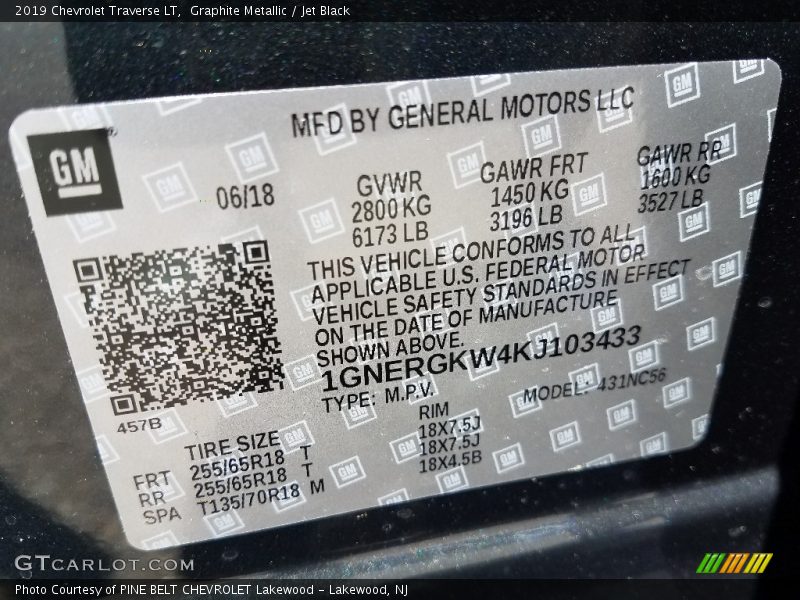 2019 Chevrolet Traverse LT,  Graphite Metallic / Jet Black
MFD BY GENERAL MOTORS LLC
GM
06/18
GVWR
2800 KG
6173 LB
GAWR FRT
1450 KG
3196 LB
GAWR RR
1600 KG
3527 LB
THIS VEHICLE CONFORMS TO ALL
APPLICABLE U.S. FEDERAL MOTOR
VEHICLE SAFETY STANDARDS IN EFFECT
ON THE DATE OF MANUFACTURE
SHOWN ABOVE.
1GNERGKW4KJ103433
TYPE: M.P.V.
MODEL: 431NC56
457B
TIRE SIZE
RIM
FRT 255/65R18 T 18X7.5J
RR 255/65R18 T 18X7.5J
SPA T135/70R18 M 18X4.5B
GTCARLOT.COM
Photo Courtesy of PINE BELT CHEVROLET Lakewood - Lakewood, NJ